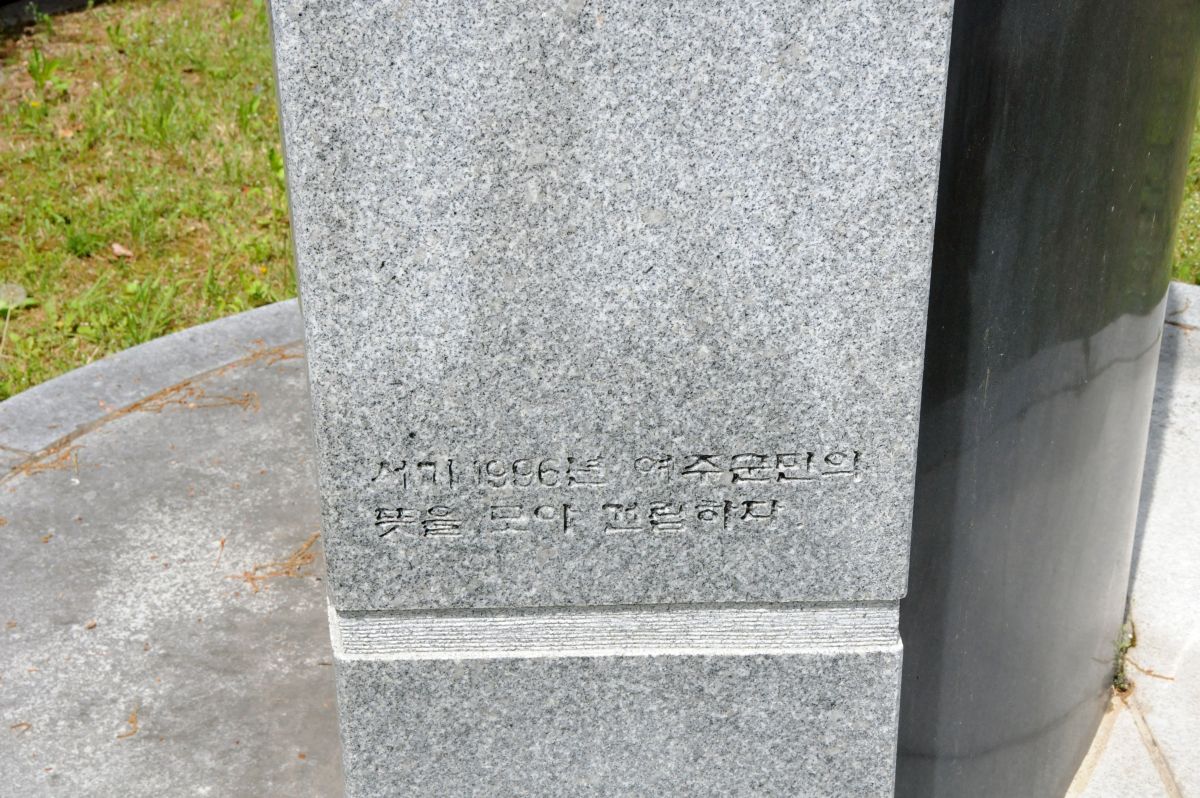 서기 1996년 여주군민의
뜻을 모아 건립하다